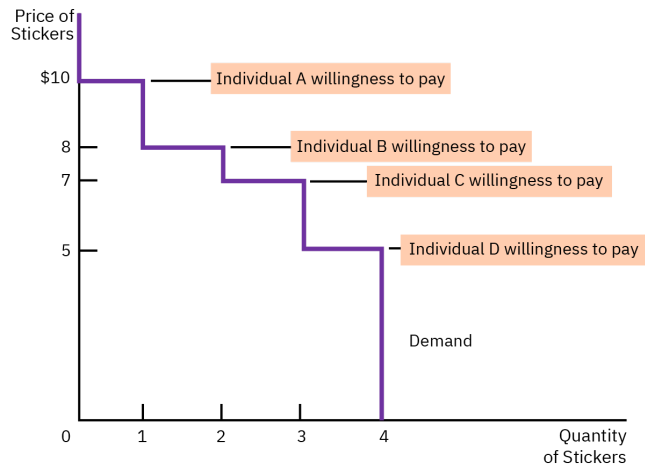 Price of
Stickers
$10
Individual A willingness to pay
8
Individual B willingness to pay
7
Individual C willingness to pay
5
Individual D willingness to pay
Demand
0
1
2
3
4
Quantity
of Stickers